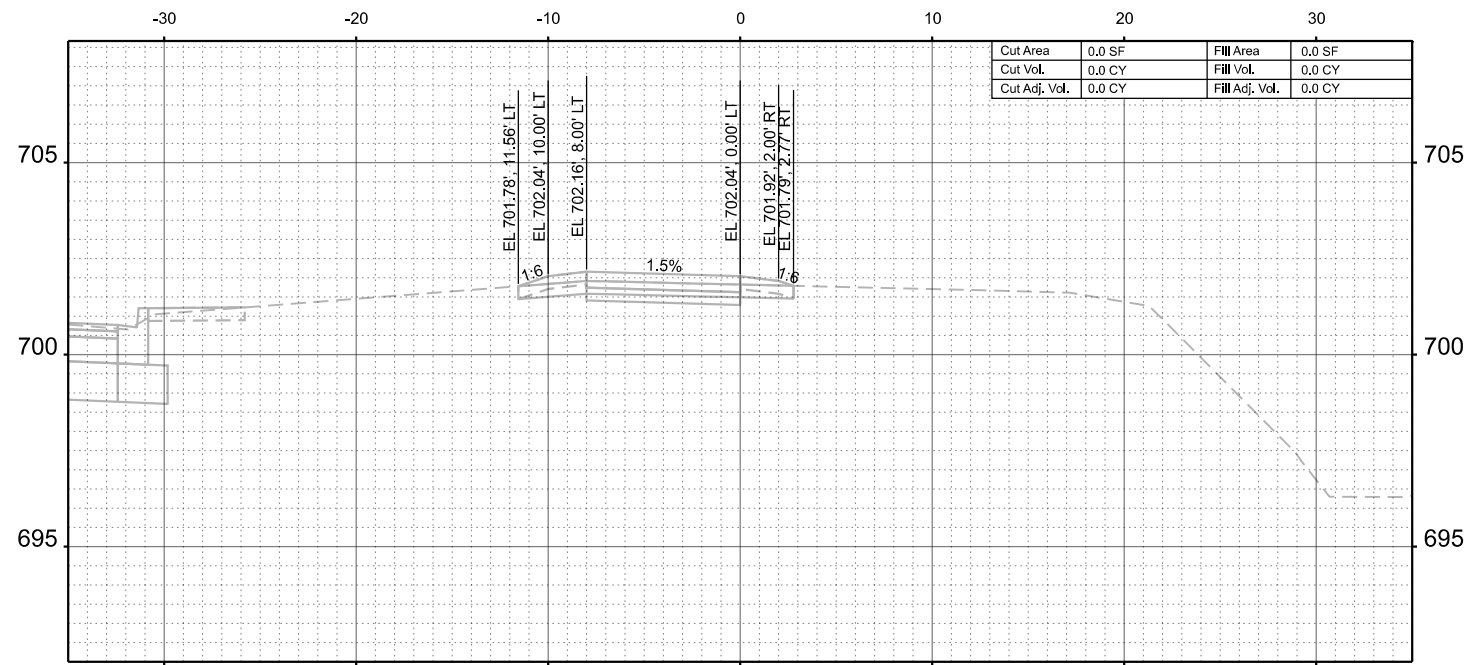 -30 -20 -10 0 10 20 30
Cut Area 0.0 SF Fill Area 0.0 SF
Cut Vol. 0.0 CY Fill Vol. 0.0 CY
Cut Adj. Vol. 0.0 CY Fill Adj. Vol. 0.0 CY
EL 701.78', 11.56' LT
EL 702.04', 10.00' LT
EL 702.16', 8.00' LT
EL 702.04', 0.00' LT
EL 701.92', 2.00' RT
EL 701.79', 2.77' RT
705 705
1:6 1.5% 1:6
700 700
695 695